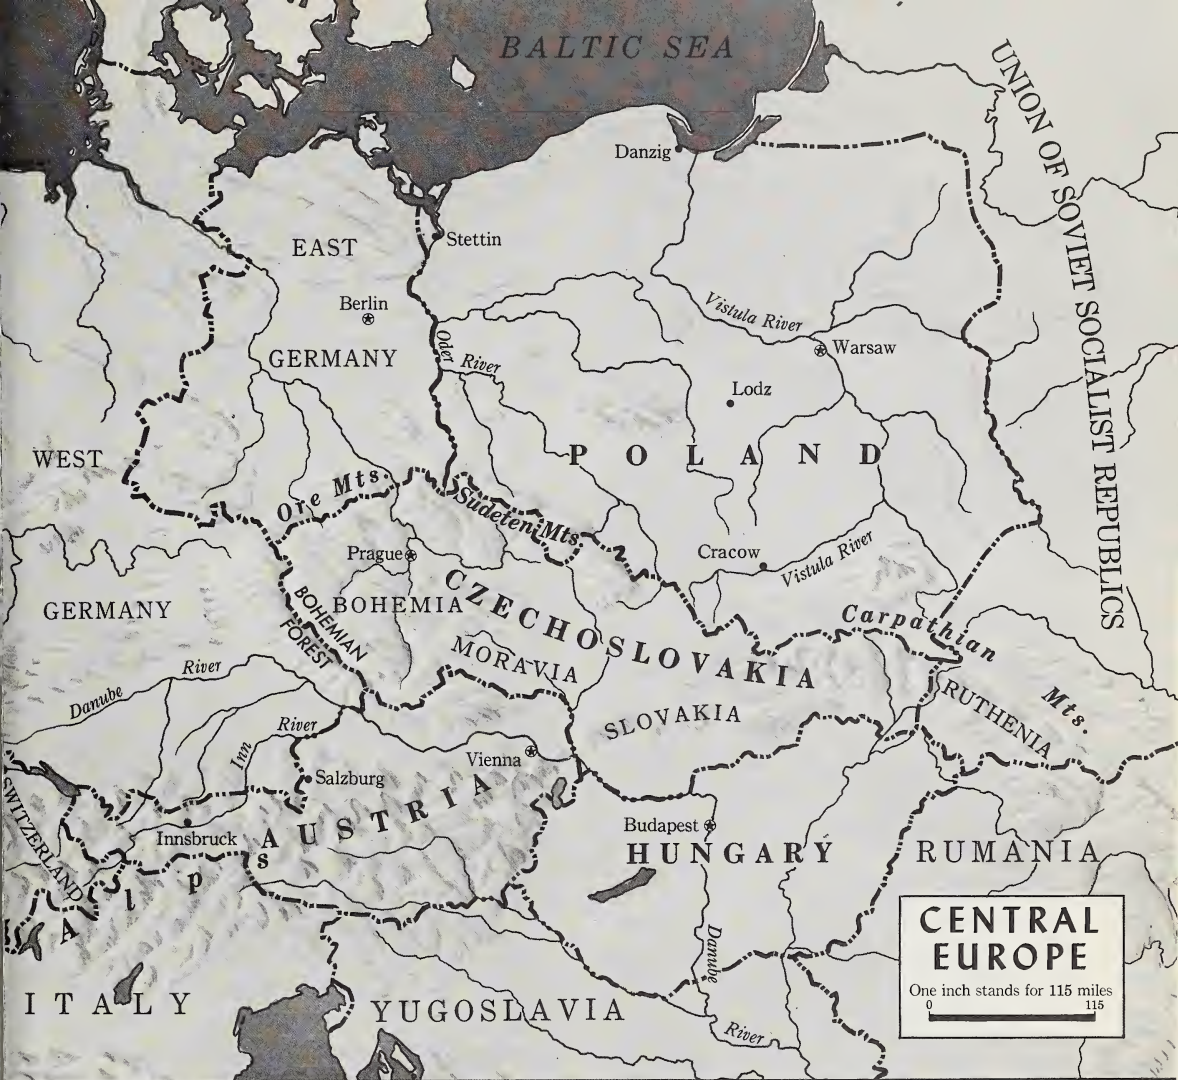 BALTIC SEA
UNION OF SOVIET SOCIALIST REPUBLICS
Danzig
Stettin
EAST
Berlin
GERMANY
Oder River
Vistula River
Warsaw
Lodz
POLAND
WEST
GERMANY
Ore Mts.
Sudeten Mts.
Prague
Cracow
Vistula River
CZECHOSLOVAKIA
BOHEMIA
BOHEMIAN
FOREST
MORAVIA
SLOVAKIA
Carpathian Mts.
RUTHENIA
Danube River
Inn River
Vienna
Salzburg
SWITZERLAND
Innsbruck
AUSTRIA
Alps
Budapest
HUNGARY
RUMANIA
ITALY
YUGOSLAVIA
Danube River
CENTRAL
EUROPE
One inch stands for 115 miles
0 115